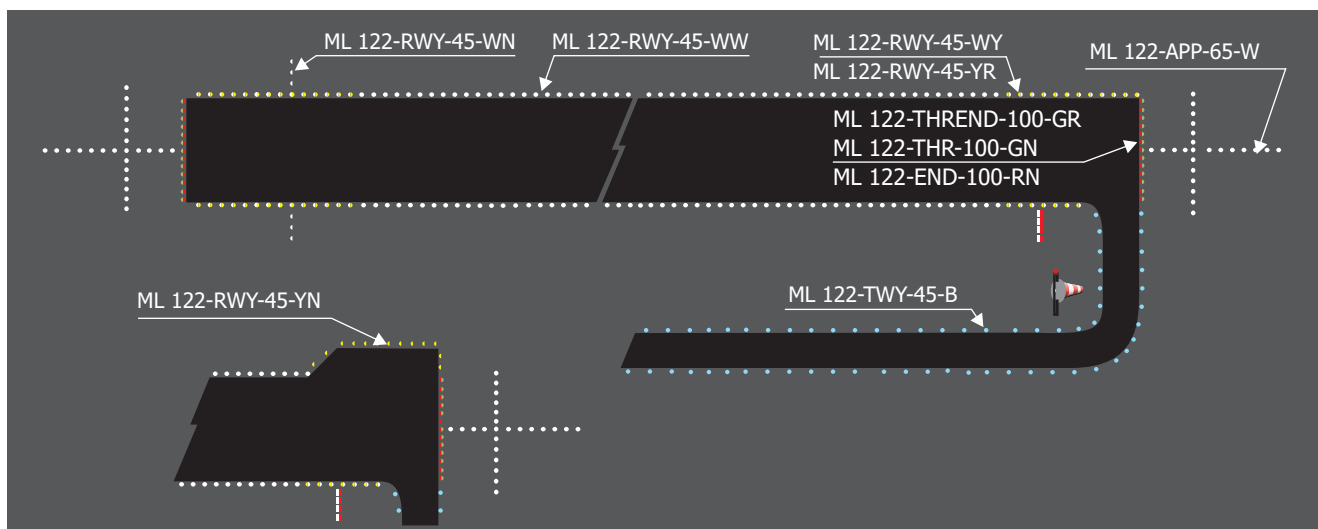 ML 122-RWY-45-WN
ML 122-RWY-45-WW
ML 122-RWY-45-WY
ML 122-RWY-45-YR
ML 122-APP-65-W
ML 122-THREND-100-GR
ML 122-THR-100-GN
ML 122-END-100-RN
ML 122-RWY-45-YN
ML 122-TWY-45-B